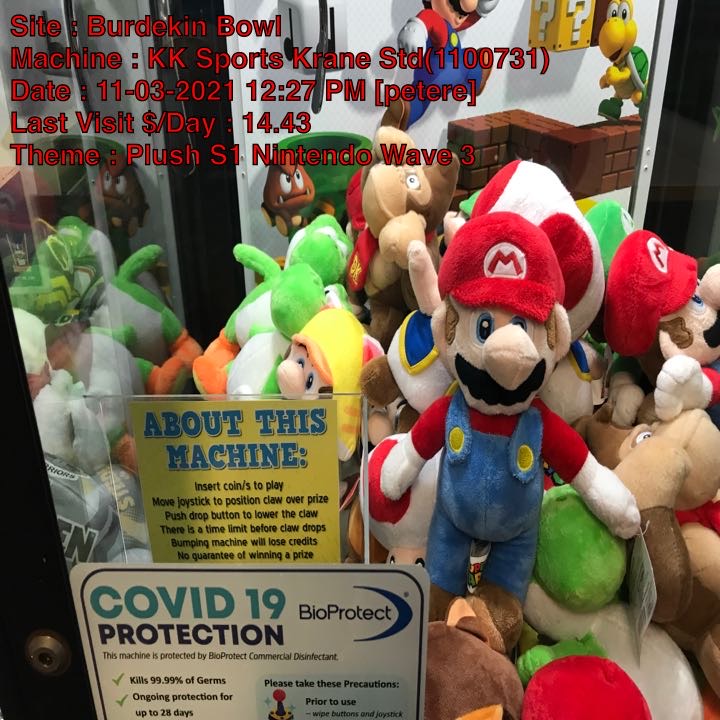 Site : Burdekin Bowl
Machine : KK Sports Krane Std(1100731)
Date : 11-03-2021 12:27 PM [petere]
Last Visit $/Day : 14.43
Theme : Plush S1 Nintendo Wave 3
? ?
M
M
DK
ABOUT THIS
MACHINE:
Insert coin/s to play
Move joystick to position claw over prize
Push drop button to lower the claw
There is a time limit before claw drops
Bumping machine will lose credits
No guarantee of winning a prize
COVID 19
PROTECTION
BioProtect
This machine is protected by BioProtect Commercial Disinfectant.
Kills 99.99% of Germs
Ongoing protection for
up to 28 days
Please take these Precautions:
Prior to use
– wipe buttons and joystick